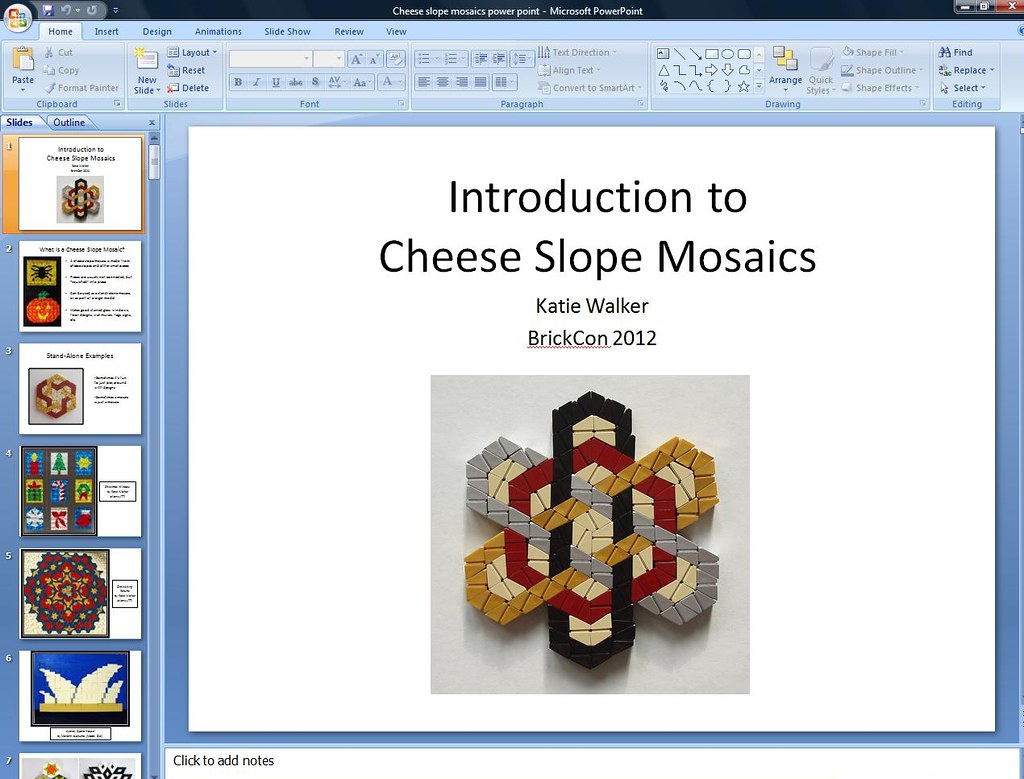 Cheese slope mosaics power point - Microsoft PowerPoint
Home Insert Design Animations Slide Show Review View
Paste
Cut
Copy
Format Painter
Clipboard
New Slide
Layout
Reset
Delete
Slides
B I U abc S AV Aa A
Font
Text Direction
Align Text
Convert to SmartArt
Paragraph
Arrange
Quick Styles
Shape Fill
Shape Outline
Shape Effects
Drawing
Find
Replace
Select
Editing
Slides Outline
1
Introduction to
Cheese Slope Mosaics
Katie Walker
BrickCon 2012
2
What is a Cheese Slope Mosaic?
3
Stand-Alone Examples
4
5
6
7
Introduction to
Cheese Slope Mosaics
Katie Walker
BrickCon 2012
Click to add notes